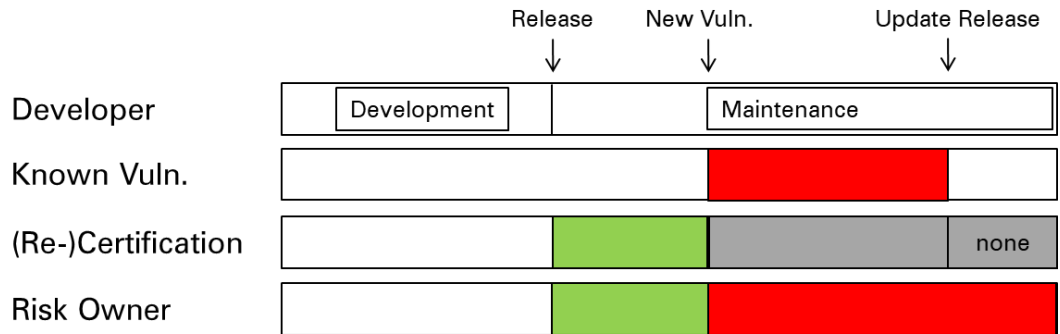 Release New Vuln. Update Release
Developer Development Maintenance
Known Vuln.
(Re-)Certification none
Risk Owner